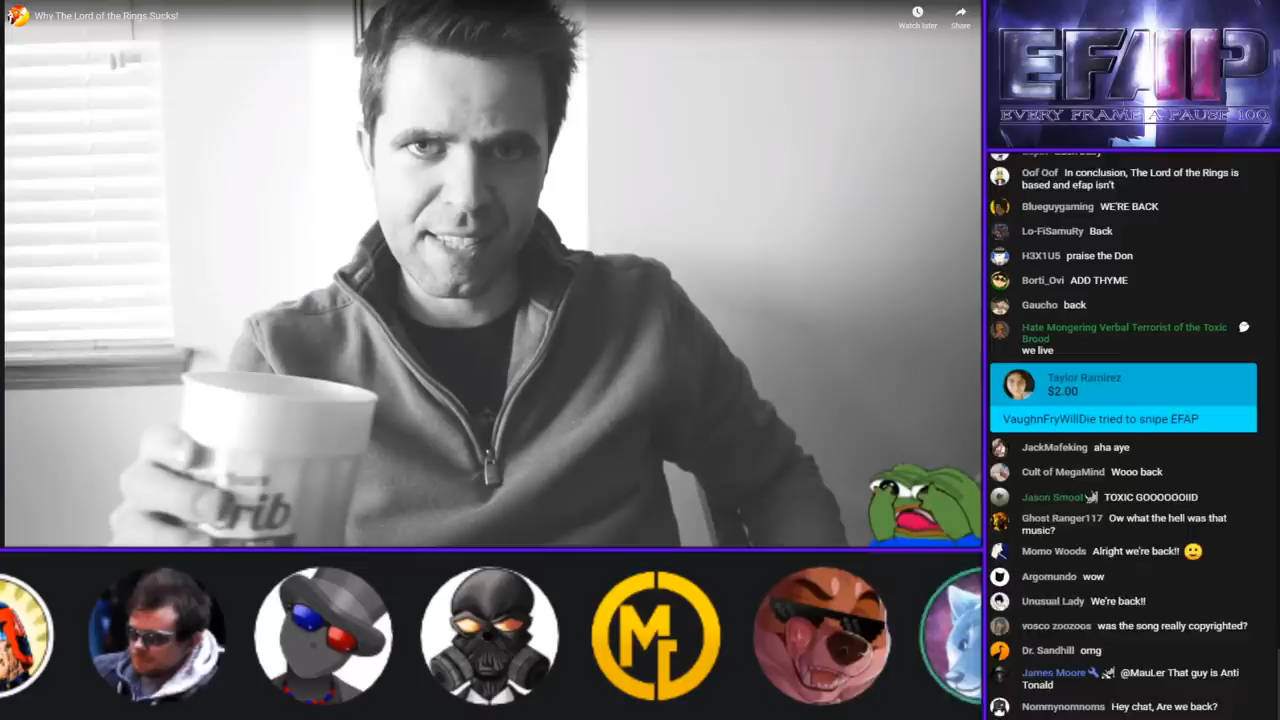 Why The Lord of the Rings Sucks!
Watch later
Share
EFAP
EVERY FRAME A PAUSE 100
Oof Oof In conclusion, The Lord of the Rings is
based and efap isn't
Blueguygaming WE'RE BACK
Lo-FiSamuRy Back
H3X1U5 praise the Don
Borti_Ovi ADD THYME
Gaucho back
Hate Mongering Verbal Terrorist of the Toxic
Brood
we live
Taylor Ramirez
$2.00
VaughnFryWillDie tried to snipe EFAP
JackMafeking aha aye
Cult of MegaMind Wooo back
Jason Smool TOXIC GOOOOOOIID
Ghost Ranger117 Ow what the hell was that
music?
Momo Woods Alright we're back!!
Argomundo wow
Unusual Lady We're back!!
vosco zoozoos was the song really copyrighted?
Dr. Sandhill omg
James Moore @MauLer That guy is Anti
Tonald
Nommynomnoms Hey chat, Are we back?
Crib
ML